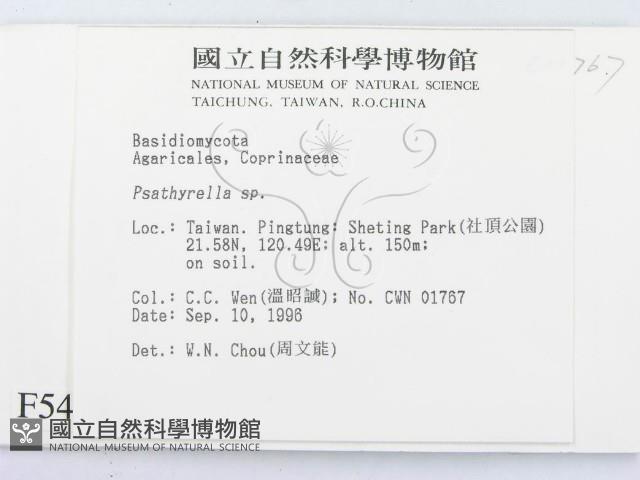 國立自然科學博物館
NATIONAL MUSEUM OF NATURAL SCIENCE
TAICHUNG, TAIWAN, R.O.CHINA
767
Basidiomycota
Agaricales, Coprinaceae
Psathyrella sp.
Loc.: Taiwan. Pingtung: Sheting Park(社頂公園)
21.58N, 120.49E; alt. 150m;
on soil.
Col.: C.C. Wen(溫昭誠); No. CWN 01767
Date: Sep. 10, 1996
Det.: W.N. Chou(周文能)
F54
國立自然科學博物館
NATIONAL MUSEUM OF NATURAL SCIENCE